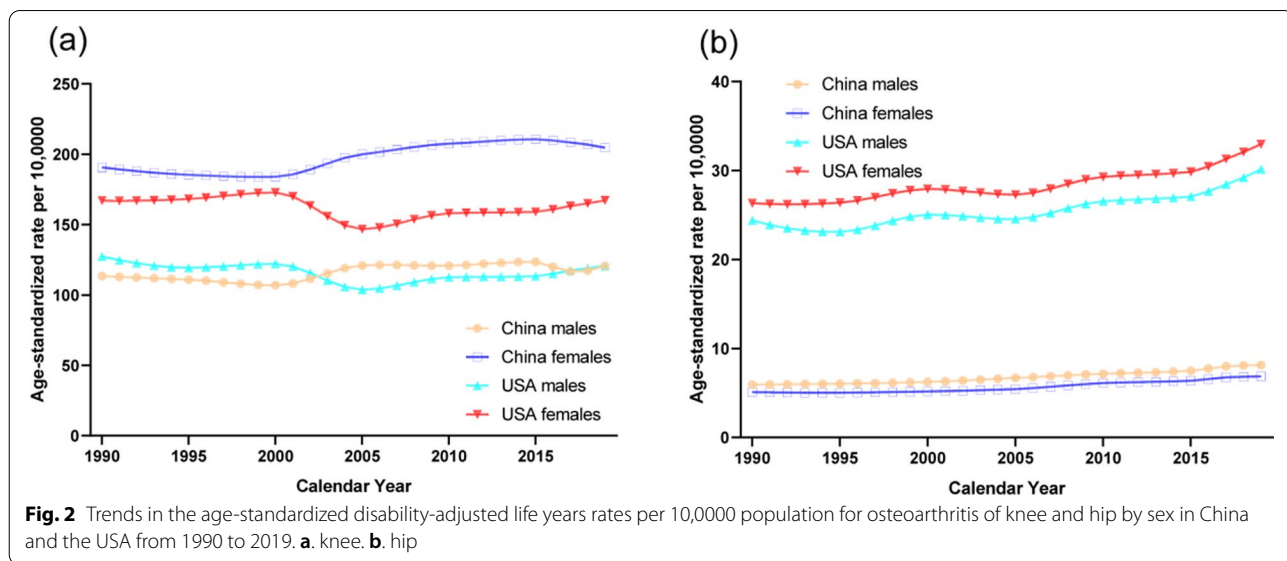 (a)
Age-standardized rate per 10,0000
250
200
150
100
50
0
1990 1995 2000 2005 2010 2015
Calendar Year
China males
China females
USA males
USA females
(b)
Age-standardized rate per 10,0000
40
30
20
10
0
1990 1995 2000 2005 2010 2015
Calendar Year
China males
China females
USA males
USA females
Fig. 2 Trends in the age-standardized disability-adjusted life years rates per 10,0000 population for osteoarthritis of knee and hip by sex in China
and the USA from 1990 to 2019. a. knee. b. hip